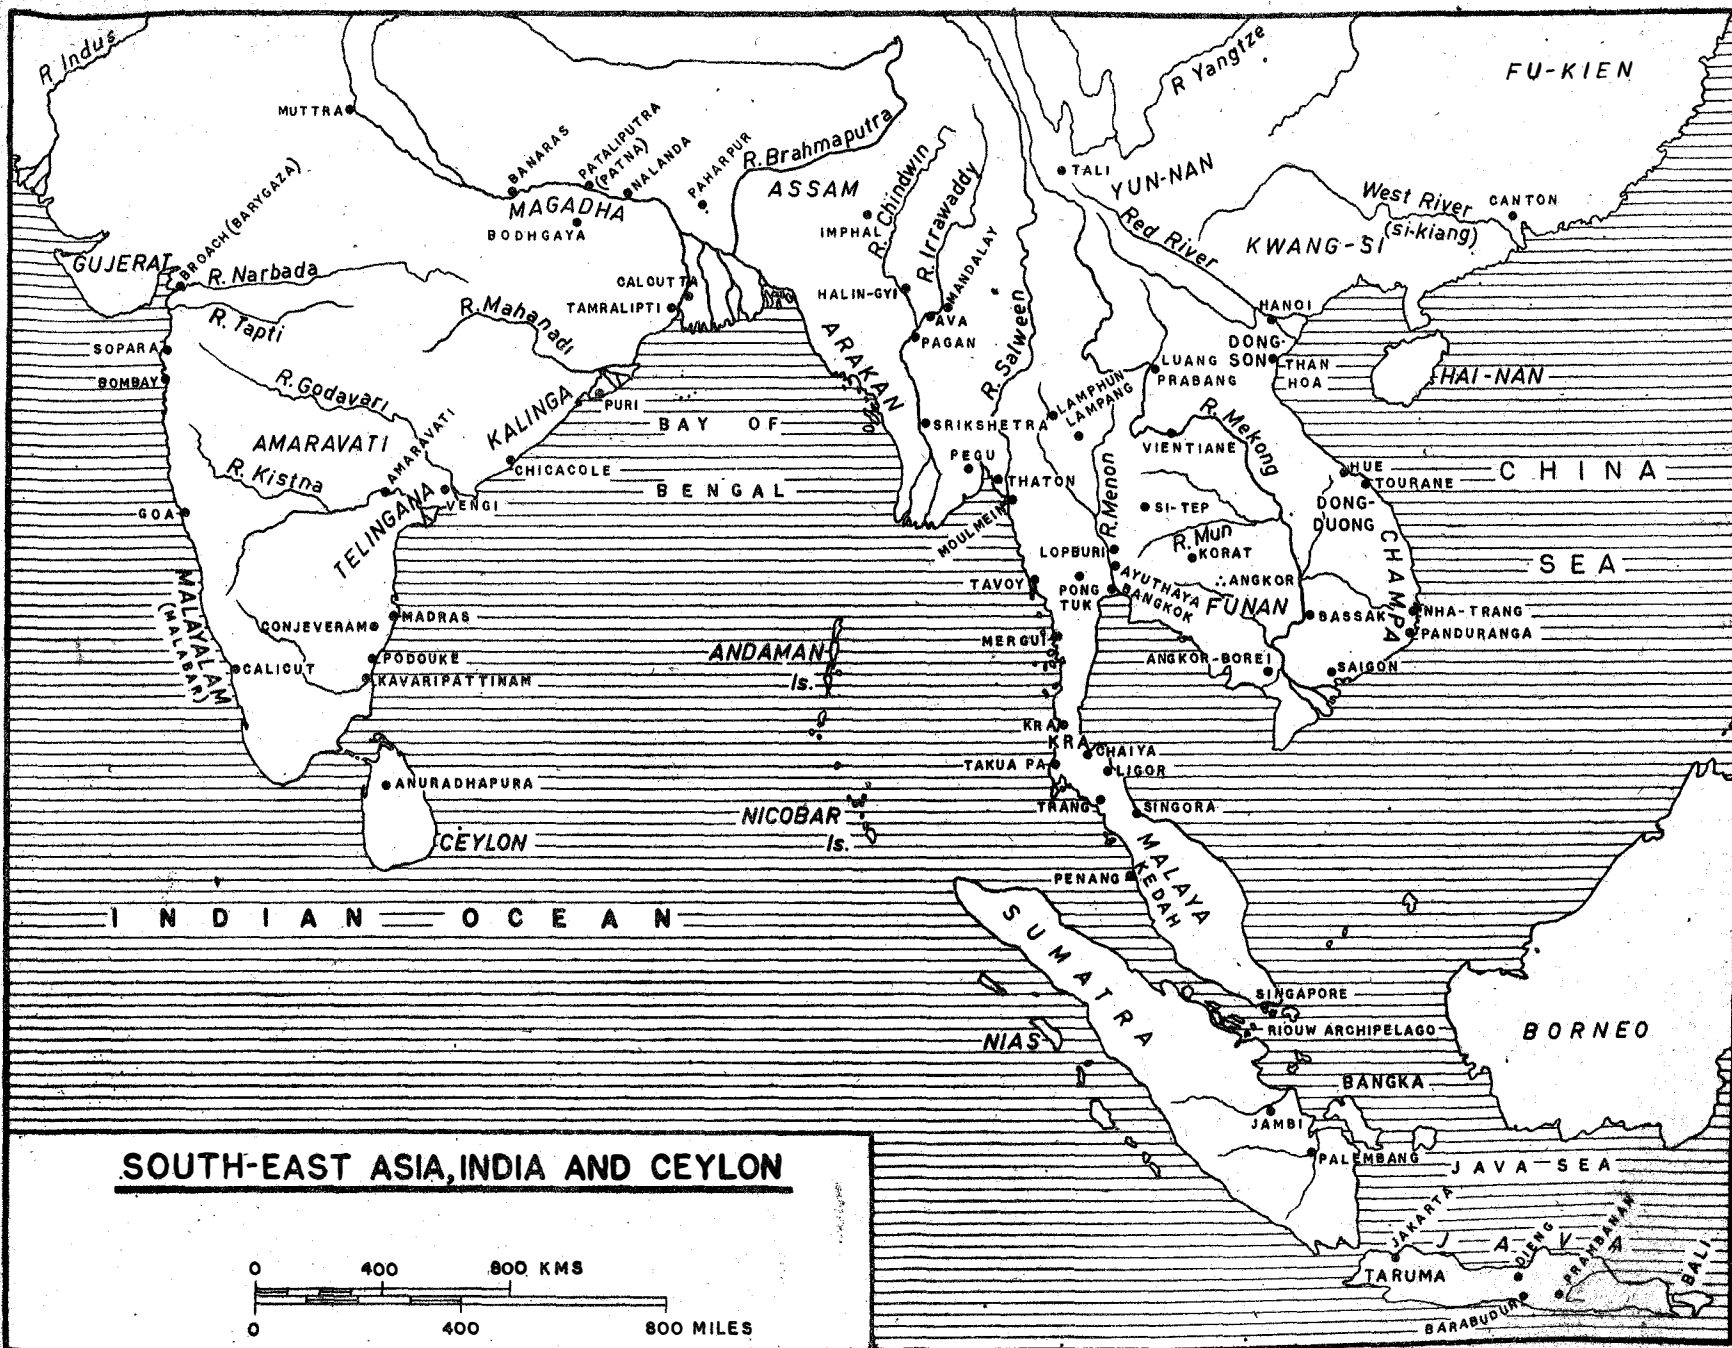 R. Indus
R Yangtze
FU-KIEN
MUTTRA
BANARAS
PATALIPUTRA
(PATNA)
NALANDA
PAHARPUR
R. Brahmaputra
ASSAM
R. Chindwin
R. Irrawaddy
TALI
YUN-NAN
West River
(si-kiang)
CANTON
MAGADHA
BODHGAYA
IMPHAL
Red River
KWANG-SI
GUJERAT
BROACH (BARYGAZA)
R. Narbada
CALCUTTA
TAMRALIPTI
HALIN-GYI
MANDALAY
AVA
PAGAN
HANOI
R. Tapti
R. Mahanadi
ARAKAN
R. Salween
DONG-
SON
THAN
HOA
SOPARA
BOMBAY
LUANG
PRABANG
HAI-NAN
R. Godavari
KALINGA
PURI
LAMPHUN
LAMPANG
BAY OF
BENGAL
SRIKSHETRA
R. Mekong
VIENTIANE
AMARAVATI
AMARAVATI
R. Kistna
CHICACOLE
PEGU
THATON
MOULMEIN
R. Menon
HUE
TOURANE
CHINA
SEA
GOA
TELINGANA
VENGI
SI-TEP
DONG-
DUONG
R. Mun
KORAT
LOPBURI
CHAMPA
TAVOY
PONG
TUK
AYUTHAYA
BANGKOK
ANGKOR
FUNAN
MALAYALAM
(MALABAR)
CONJEVERAM
MADRAS
BASSAK
NHA-TRANG
PANDURANGA
ANDAMAN
Is.
MERGUI
PODOUKE
KAVARIPATTINAM
CALICUT
ANGKOR-BOREI
SAIGON
KRA
KRA
CHAIYA
TAKUA PA
LIGOR
ANURADHAPURA
TRANG
SINGORA
NICOBAR
Is.
CEYLON
MALAYA
KEDAH
PENANG
INDIAN OCEAN
SUMATRA
SINGAPORE
RIOUW ARCHIPELAGO
NIAS
BORNEO
BANGKA
JAMBI
PALEMBANG
JAVA SEA
SOUTH-EAST ASIA, INDIA AND CEYLON
JAKARTA
JAVA
DIENG
PRAMBANAN
BALI
TARUMA
BARABUDUR
0 400 800 KMS
0 400 800 MILES